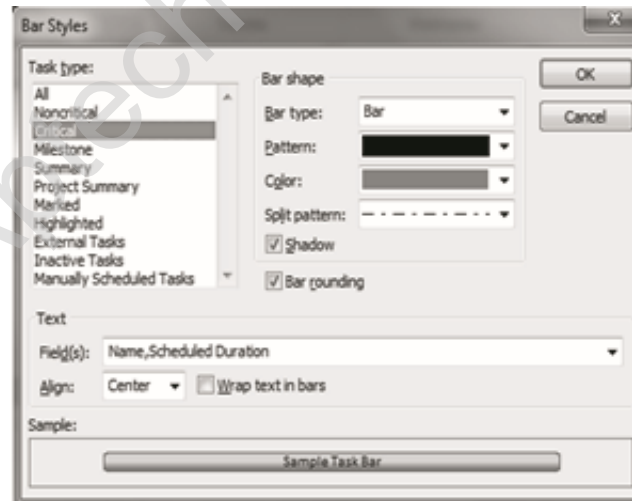 Bar Styles
Task type:
All
Noncritical
Critical
Milestone
Summary
Project Summary
Marked
Highlighted
External Tasks
Inactive Tasks
Manually Scheduled Tasks
Bar shape
Bar type: Bar
Pattern:
Color:
Split pattern:
Shadow
Bar rounding
OK
Cancel
Text
Field(s): Name,Scheduled Duration
Align: Center Wrap text in bars
Sample:
Sample Task Bar